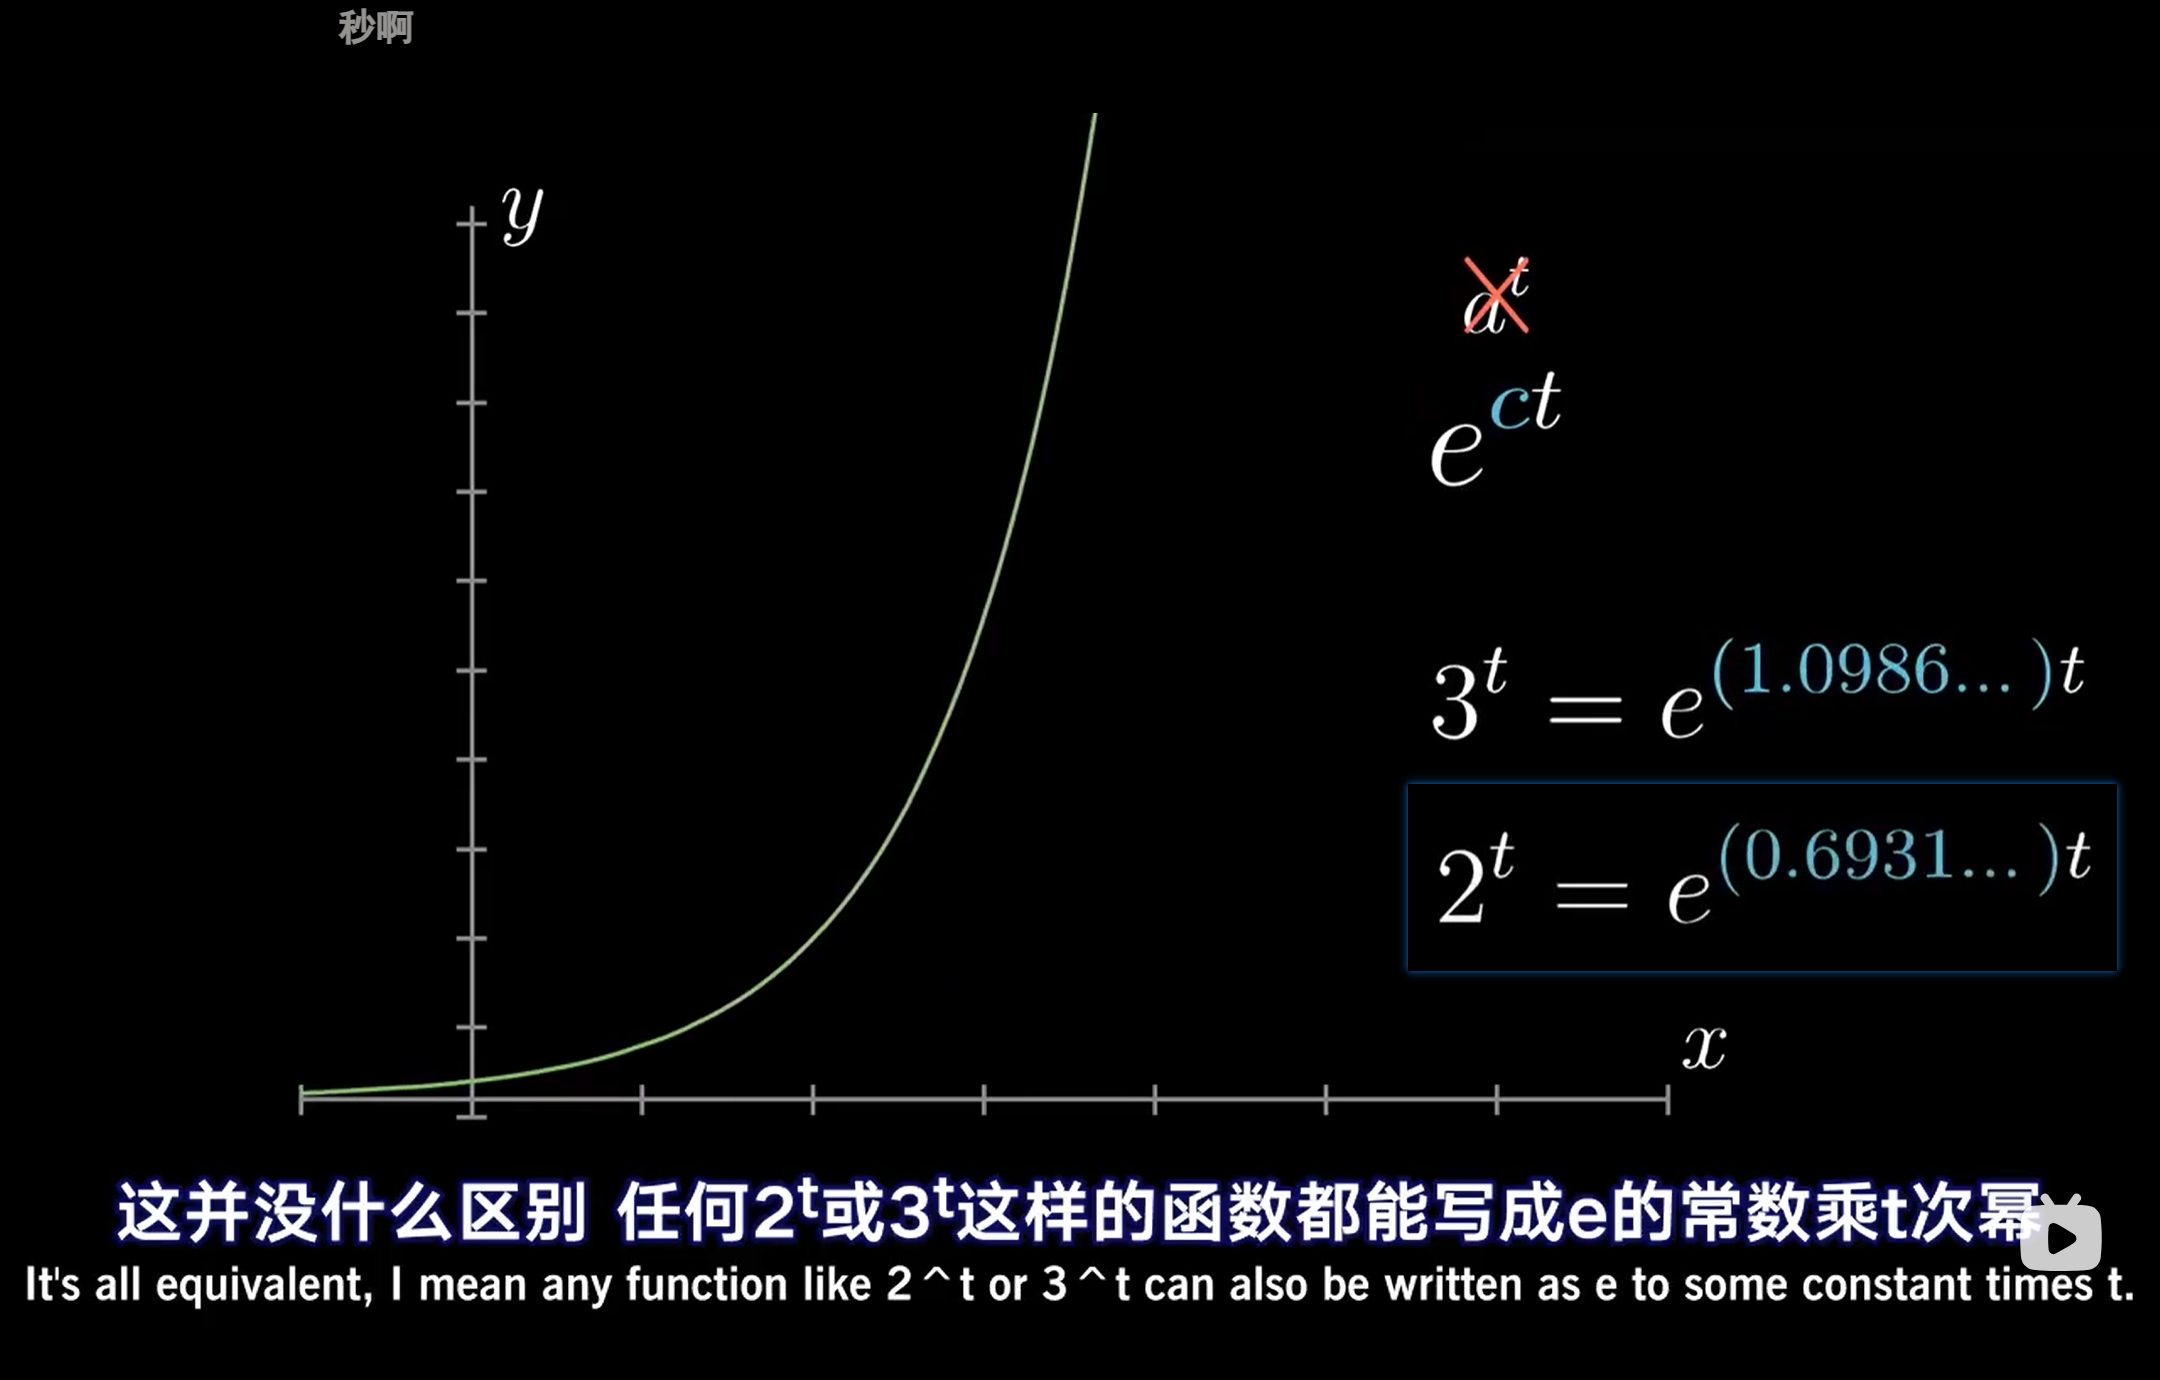 秒啊
y
a^t
e^{ct}
3^t = e^{(1.0986...)t}
2^t = e^{(0.6931...)t}
x
这并没什么区别 任何2^t或3^t这样的函数都能写成e的常数乘t次幂
It's all equivalent, I mean any function like 2^t or 3^t can also be written as e to some constant times t.